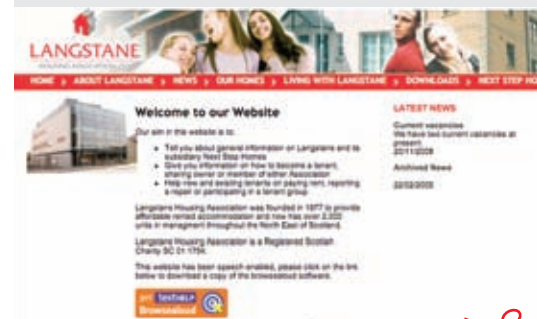 LANGSTANE
HOUSING ASSOCIATION
HOME › ABOUT LANGSTANE › NEWS › OUR HOMES › LIVING WITH LANGSTANE › DOWNLOADS › NEXT STEP HO
Welcome to our Website
Our aim in this website is to:
Tell you about general information on Langstane and its
subsidiary Next Step Homes
Give you information on how to become a tenant,
sharing owner or member of either Association
Help new and existing tenants on paying rent, reporting
a repair or participating in a tenant group
Langstane Housing Association was founded in 1977 to provide
affordable rented accommodation and now has over 2,200
units in managment throughout the North East of Scotland.
Langstane Housing Association is a Registered Scottish
Charity SC 01 1754.
This website has been speech enabled, please click on the link
below to download a copy of the browsealoud software.
TEXTHELP
Browsealoud
LATEST NEWS
Current vacancies
We have two current vacancies at
present.
Archived News